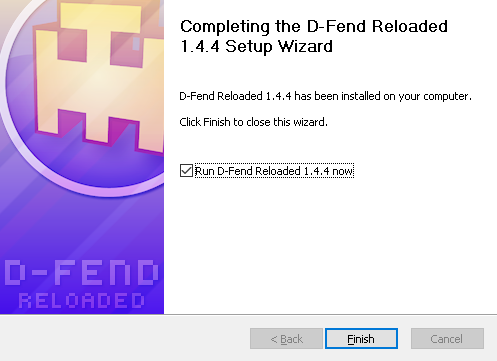 Completing the D-Fend Reloaded
1.4.4 Setup Wizard
D-Fend Reloaded 1.4.4 has been installed on your computer.
Click Finish to close this wizard.
Run D-Fend Reloaded 1.4.4 now
D-FEND
RELOADED
< Back
Finish
Cancel